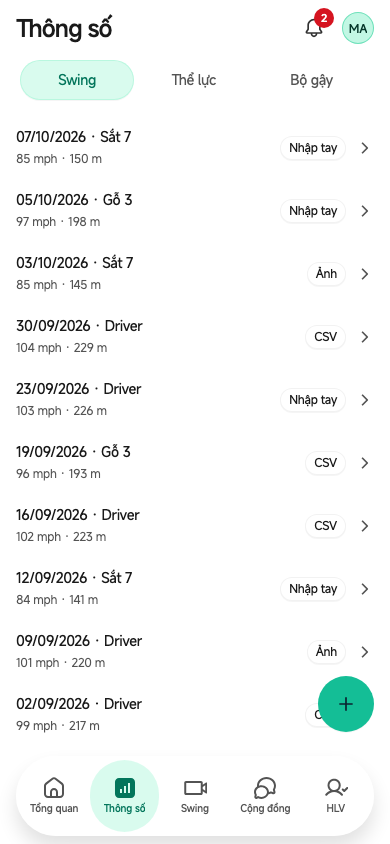 Thông số
2
MA
Swing
Thể lực
Bộ gậy
07/10/2026 · Sắt 7
85 mph · 150 m
Nhập tay
05/10/2026 · Gỗ 3
97 mph · 198 m
Nhập tay
03/10/2026 · Sắt 7
85 mph · 145 m
Ảnh
30/09/2026 · Driver
104 mph · 229 m
CSV
23/09/2026 · Driver
103 mph · 226 m
Nhập tay
19/09/2026 · Gỗ 3
96 mph · 193 m
CSV
16/09/2026 · Driver
102 mph · 223 m
CSV
12/09/2026 · Sắt 7
84 mph · 141 m
Nhập tay
09/09/2026 · Driver
101 mph · 220 m
Ảnh
02/09/2026 · Driver
99 mph · 217 m
Tổng quan
Thông số
Swing
Cộng đồng
HLV